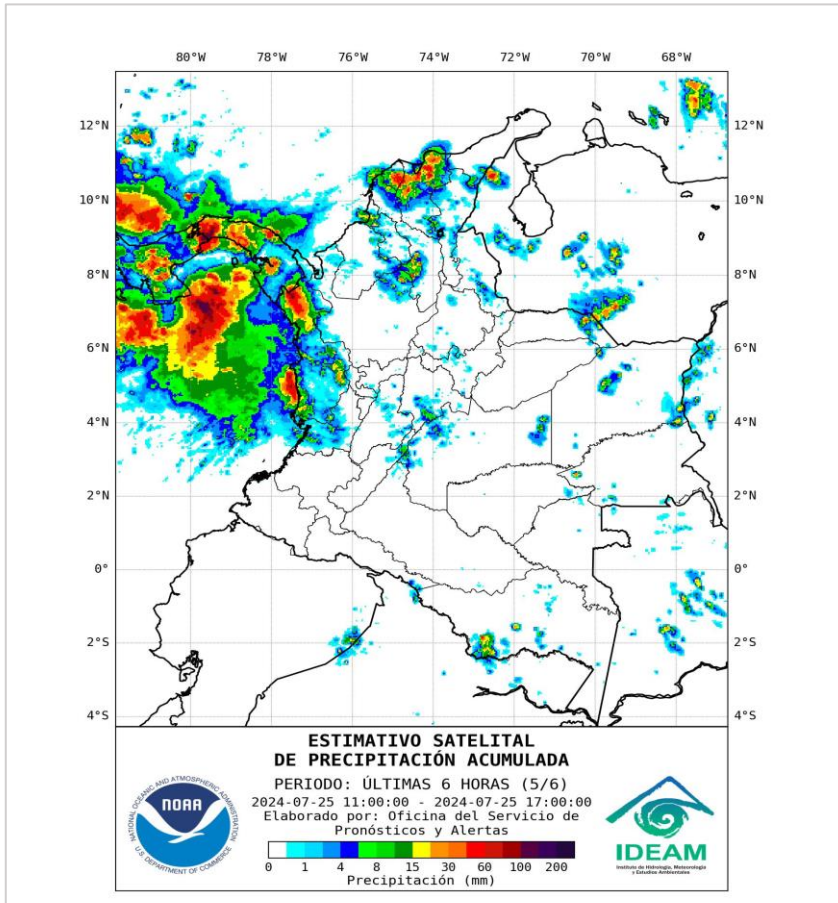 80°W 78°W 76°W 74°W 72°W 70°W 68°W
12°N 12°N
10°N 10°N
8°N 8°N
6°N 6°N
4°N 4°N
2°N 2°N
0° 0°
2°S 2°S
4°S 4°S
ESTIMATIVO SATELITAL
DE PRECIPITACIÓN ACUMULADA
PERIODO: ÚLTIMAS 6 HORAS (5/6)
2024-07-25 11:00:00 - 2024-07-25 17:00:00
Elaborado por: Oficina del Servicio de
Pronósticos y Alertas
0 1 4 8 15 30 60 100 200
Precipitación (mm)
NATIONAL OCEANIC AND ATMOSPHERIC ADMINISTRATION
NOAA
U.S. DEPARTMENT OF COMMERCE
IDEAM
Instituto de Hidrología, Meteorología
y Estudios Ambientales